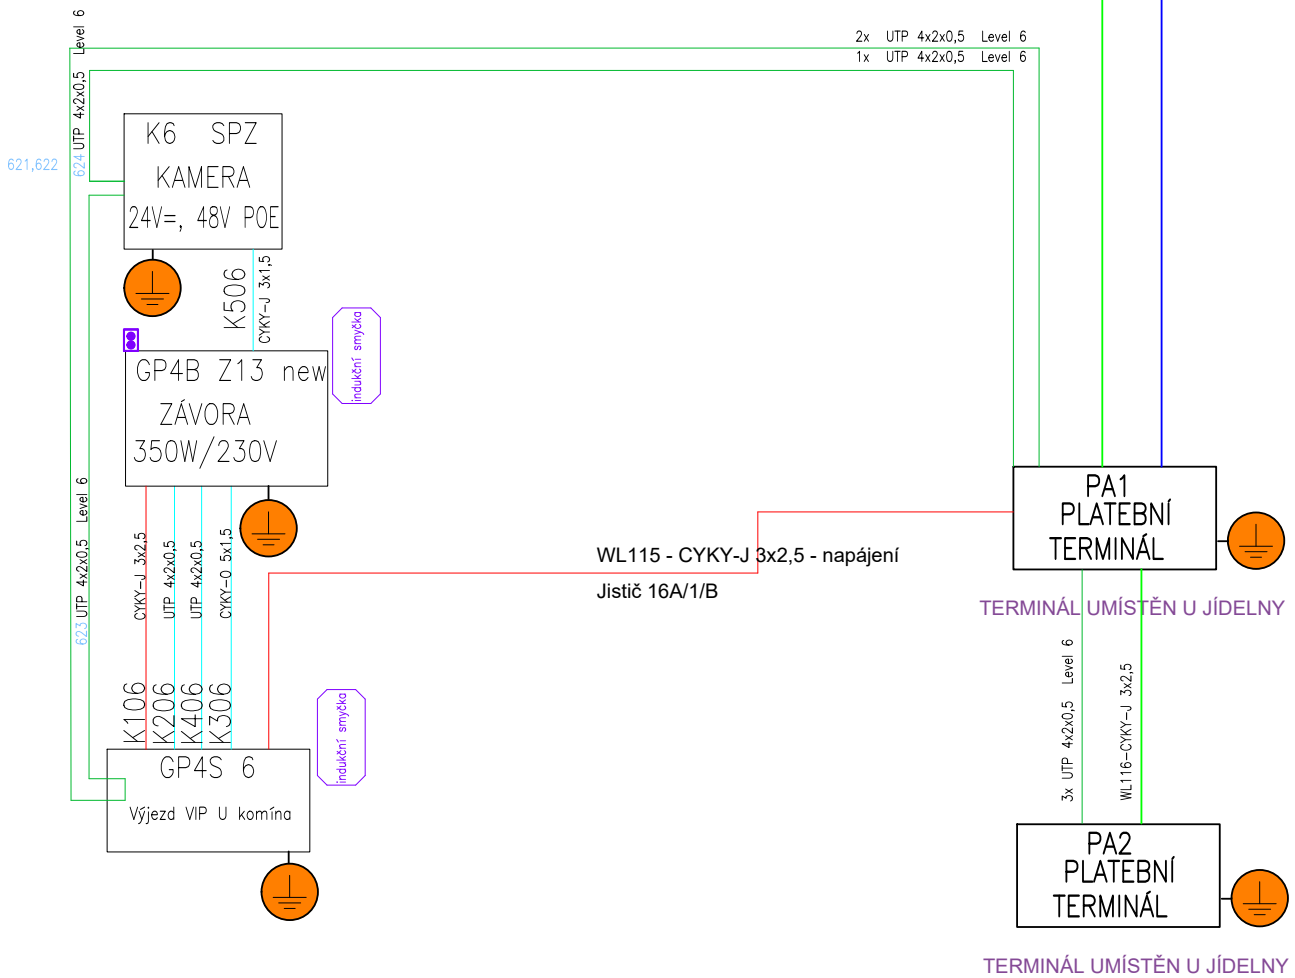 2x UTP 4x2x0,5 Level 6
1x UTP 4x2x0,5 Level 6
UTP 4x2x0,5 Level 6
624
621,622
K6 SPZ
KAMERA
24V=, 48V POE
K506
CYKY-J 3x1,5
indukční smyčka
GP4B Z13 new
ZÁVORA
350W/230V
623 UTP 4x2x0,5 Level 6
CYKY-J 3x2,5
UTP 4x2x0,5
UTP 4x2x0,5
CYKY-O 5x1,5
K106
K206
K406
K306
indukční smyčka
GP4S 6
Výjezd VIP U komína
WL115 - CYKY-J 3x2,5 - napájení
Jistič 16A/1/B
PA1
PLATEBNÍ
TERMINÁL
TERMINÁL UMÍSTĚN U JÍDELNY
3x UTP 4x2x0,5 Level 6
WL116-CYKY-J 3x2,5
PA2
PLATEBNÍ
TERMINÁL
TERMINÁL UMÍSTĚN U JÍDELNY